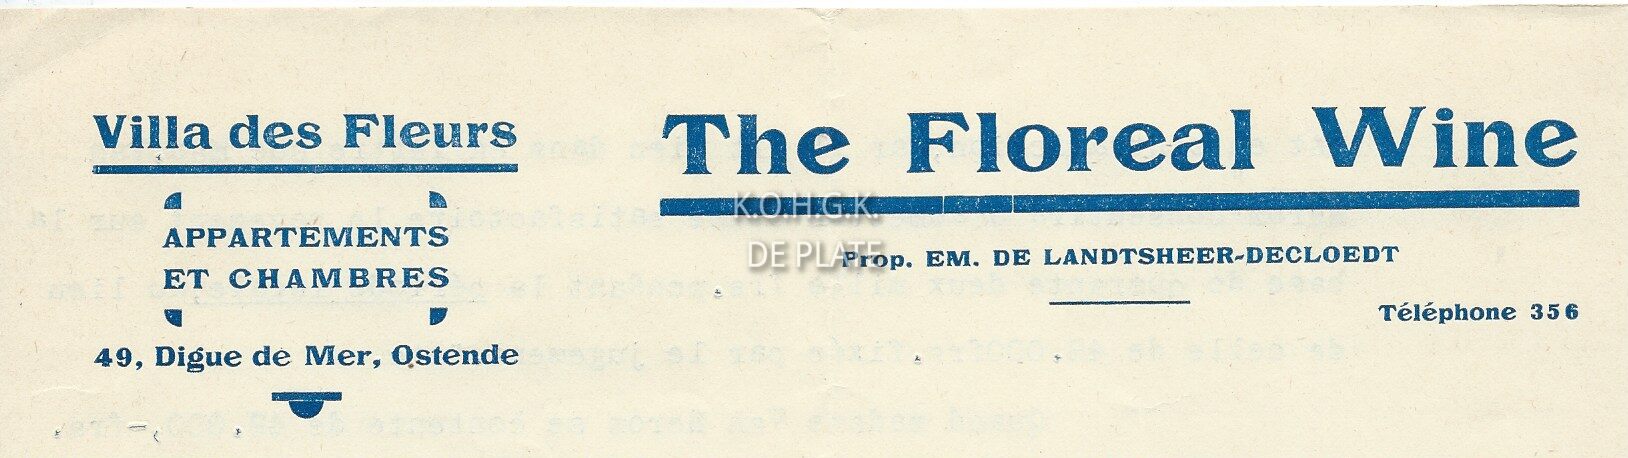 Villa des Fleurs
APPARTEMENTS
ET CHAMBRES
49, Digue de Mer, Ostende
The Floreal Wine
Prop. EM. DE LANDTSHEER-DECLOEDT
Téléphone 356
K.O.H.G.K.
DE PLATE